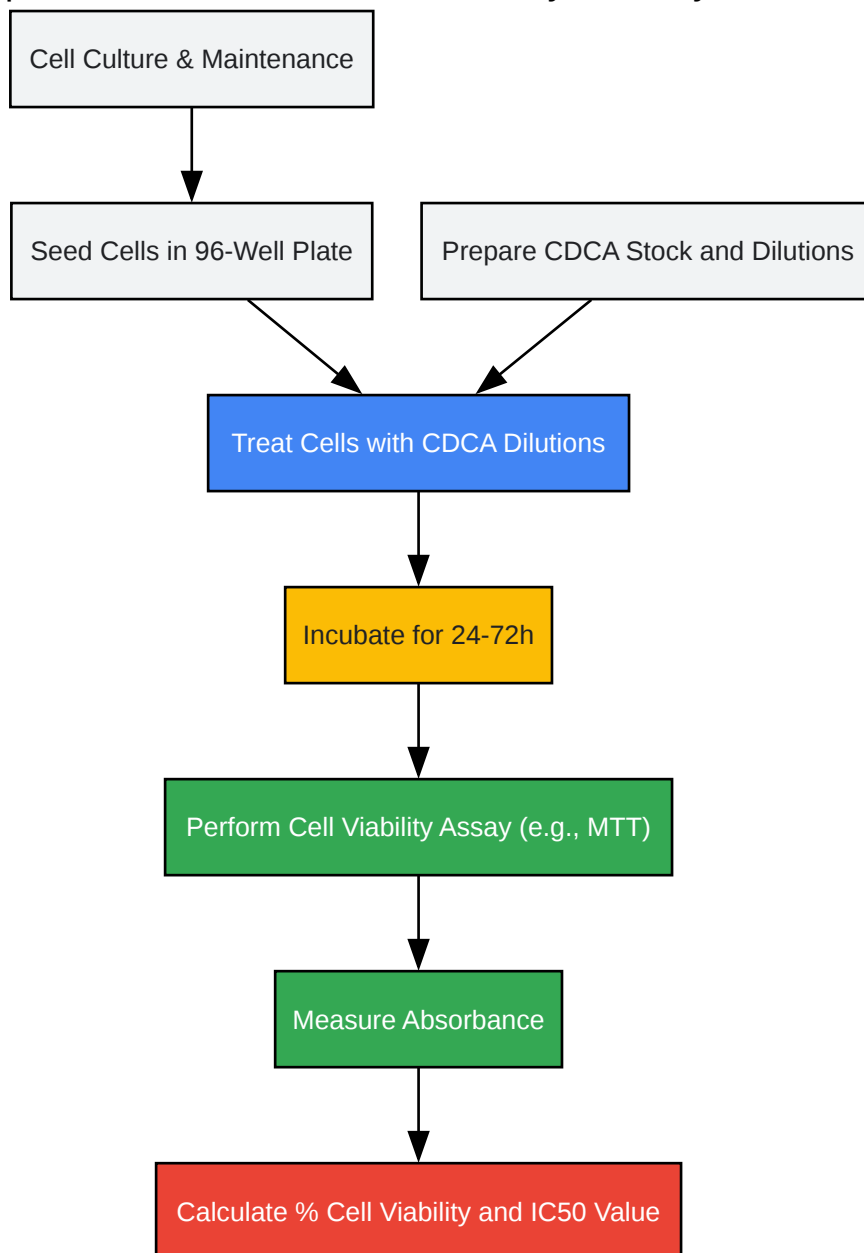 Cell Culture & Maintenance
Seed Cells in 96-Well Plate
Prepare CDCA Stock and Dilutions
Treat Cells with CDCA Dilutions
Incubate for 24-72h
Perform Cell Viability Assay (e.g., MTT)
Measure Absorbance
Calculate % Cell Viability and IC50 Value